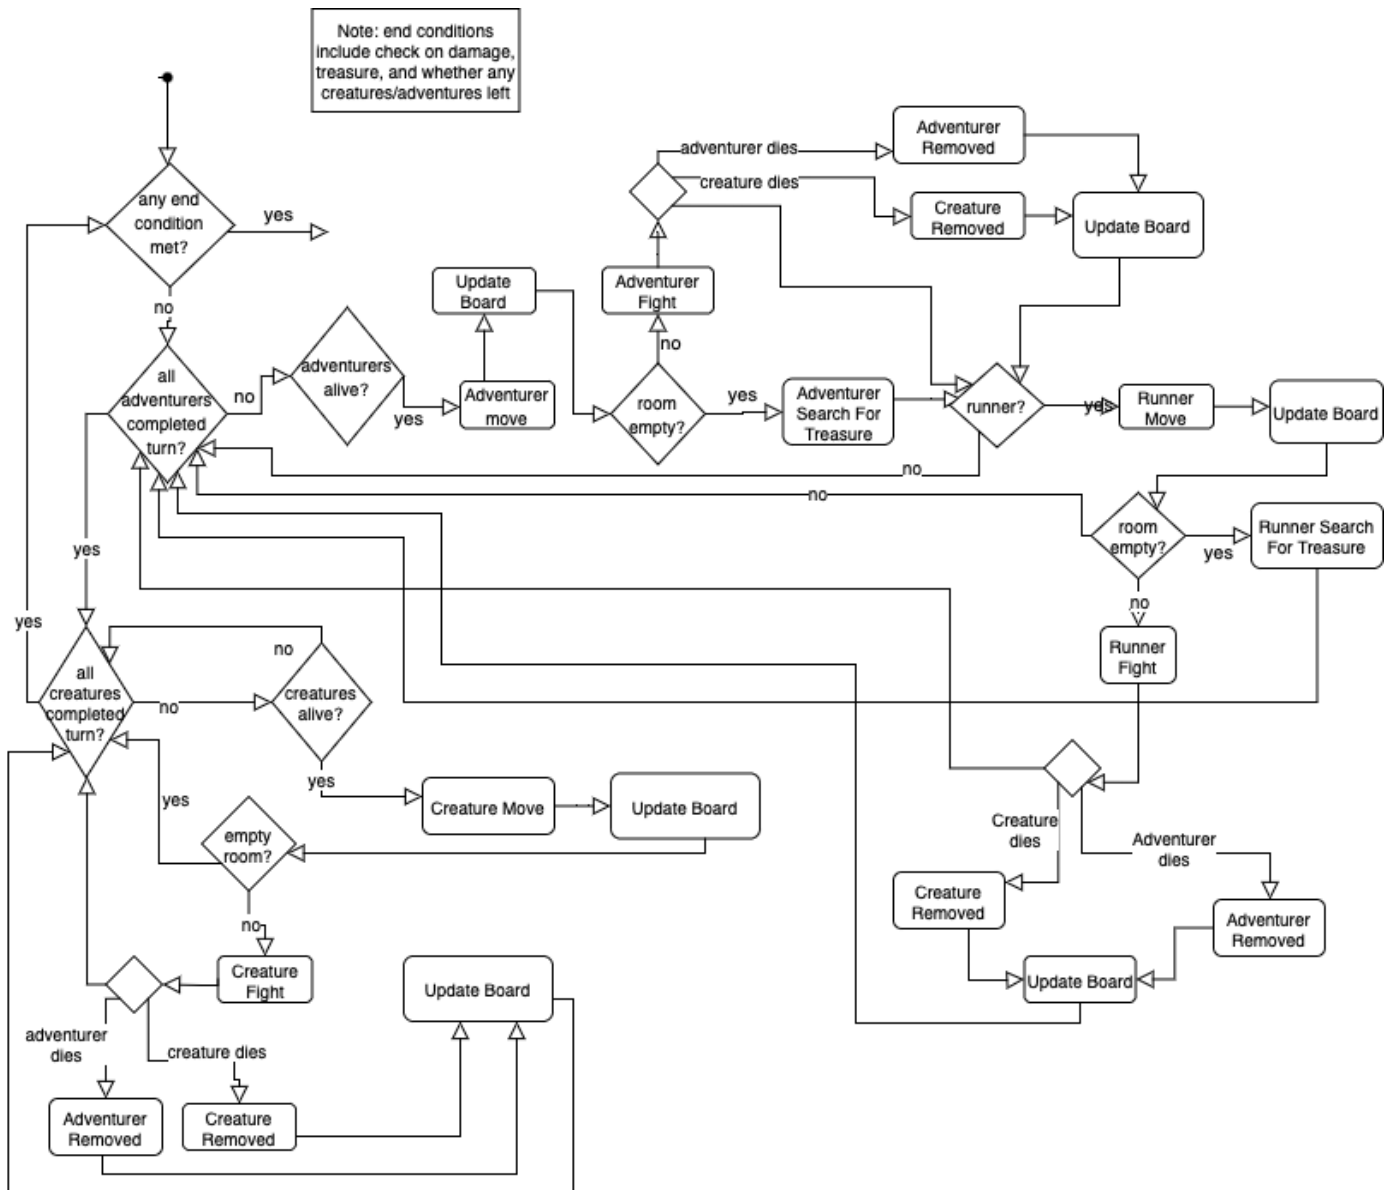 Note: end conditions
include check on damage,
treasure, and whether any
creatures/adventures left
any end
condition
met?
yes
no
all
adventurers
completed
turn?
no
yes
adventurers
alive?
yes
Adventurer
move
Update
Board
room
empty?
no
yes
Adventurer
Fight
adventurer dies
creature dies
Adventurer
Removed
Creature
Removed
Update Board
Adventurer
Search For
Treasure
runner?
yes
no
Runner
Move
Update Board
room
empty?
no
yes
Runner Search
For Treasure
no
Runner
Fight
Creature
dies
Adventurer
dies
Creature
Removed
Adventurer
Removed
Update Board
all
creatures
completed
turn?
yes
no
creatures
alive?
no
yes
Creature Move
Update Board
empty
room?
yes
no
Creature
Fight
adventurer
dies
creature dies
Adventurer
Removed
Creature
Removed
Update Board